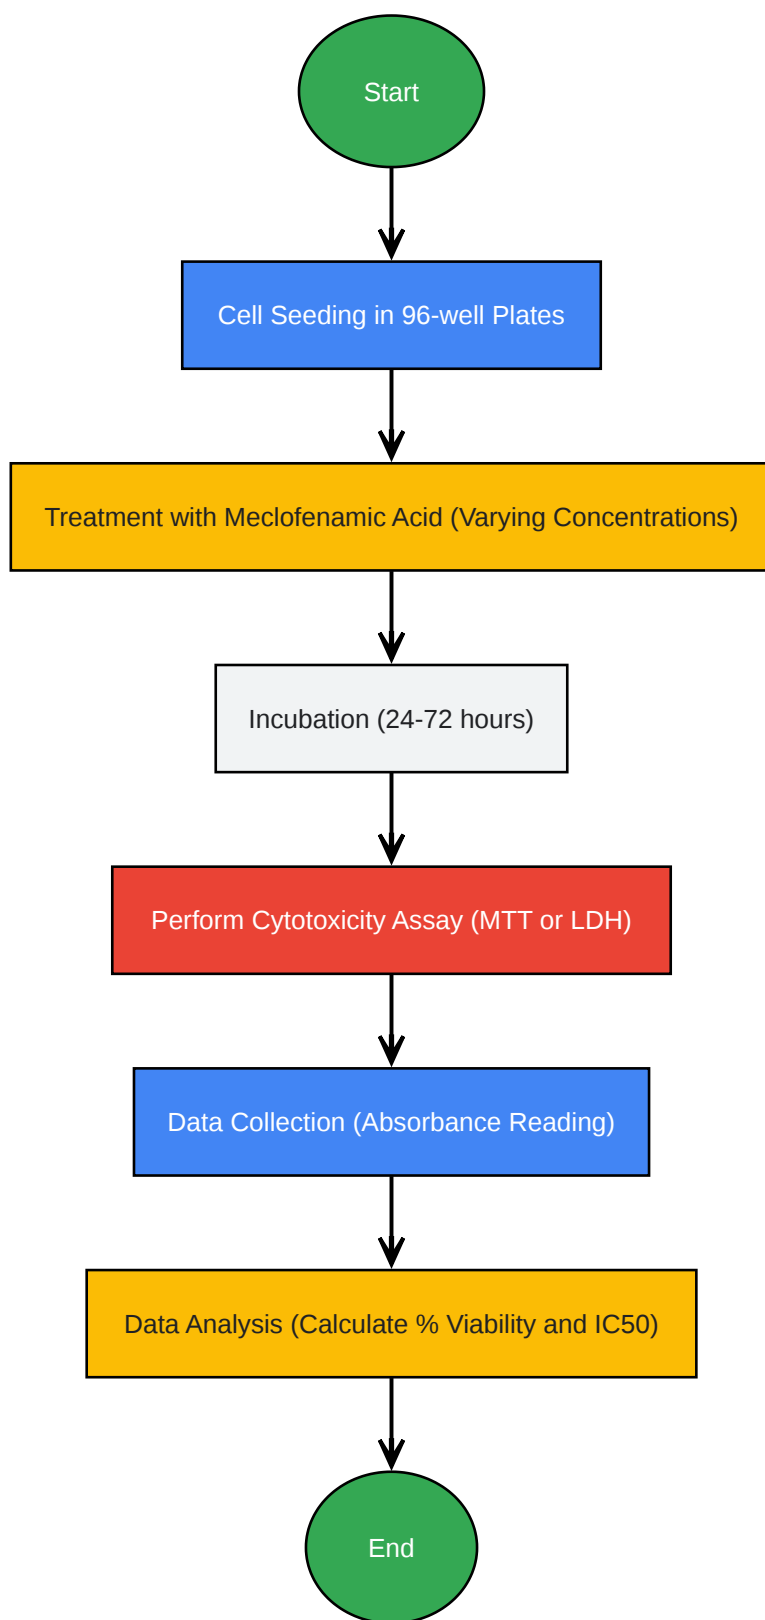 Start
Cell Seeding in 96-well Plates
Treatment with Meclofenamic Acid (Varying Concentrations)
Incubation (24-72 hours)
Perform Cytotoxicity Assay (MTT or LDH)
Data Collection (Absorbance Reading)
Data Analysis (Calculate % Viability and IC50)
End